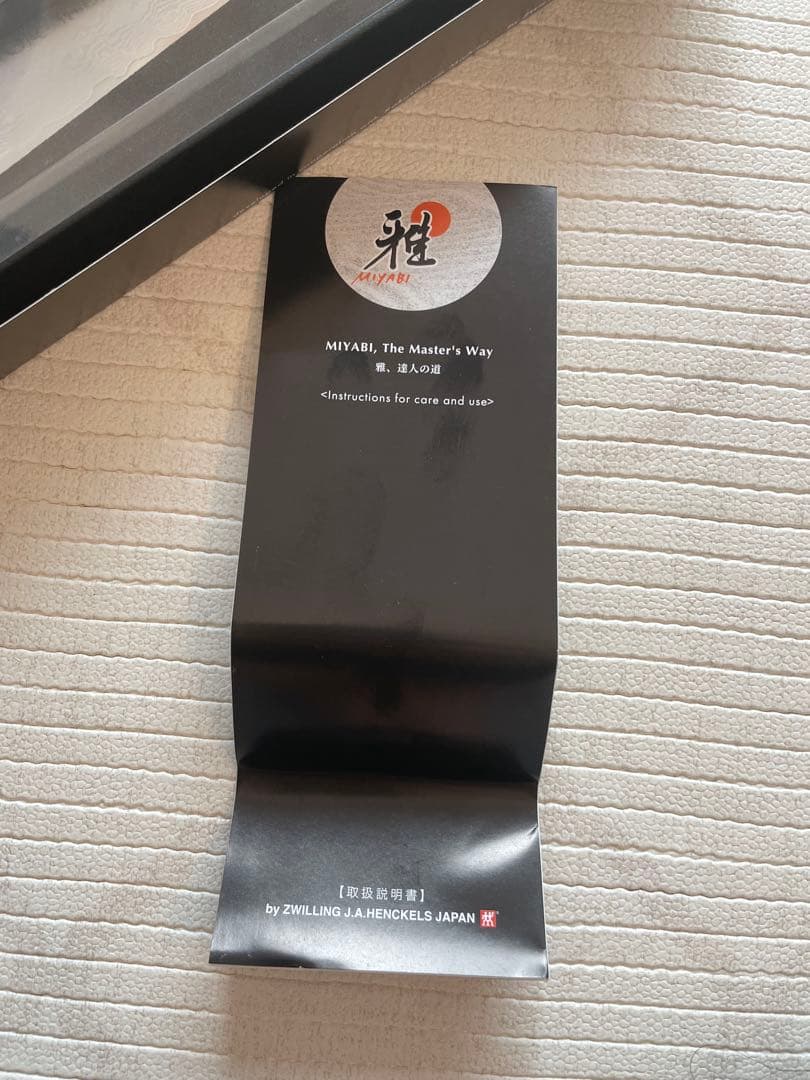 雅
MIYABI
MIYABI, The Master's Way
雅、達人の道
<Instructions for care and use>
【取扱説明書】
by ZWILLING J.A.HENCKELS JAPAN